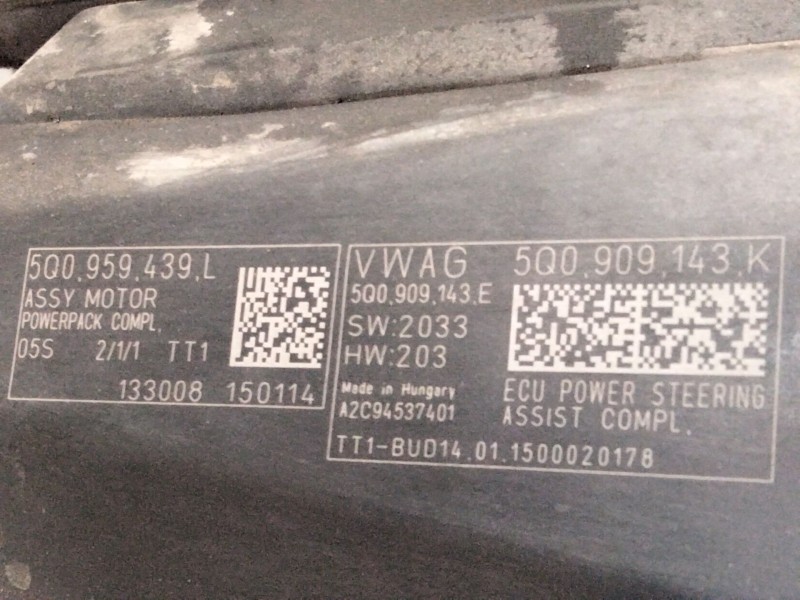 5Q0.959.439.L
ASSY MOTOR
POWERPACK COMPL.
05S 2/1/1 TT1
133008 150114
VWAG 5Q0.909.143.K
5Q0.909.143.E
SW:2033
HW:203
Made in Hungary
A2C94537401
ECU POWER STEERING
ASSIST COMPL.
TT1-BUD14.01.1500020178